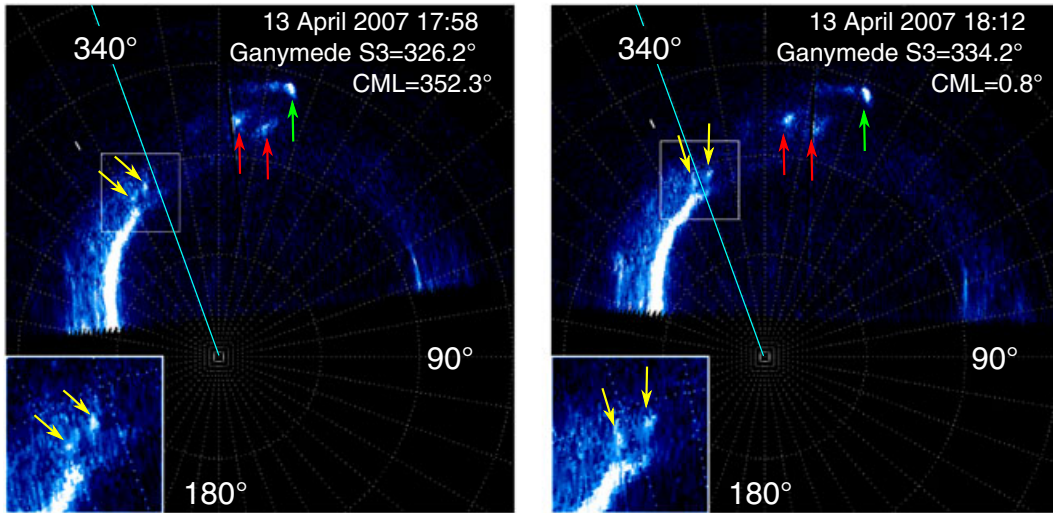 13 April 2007 17:58
340°
Ganymede S3=326.2°
CML=352.3°
90°
180°
13 April 2007 18:12
340°
Ganymede S3=334.2°
CML=0.8°
90°
180°